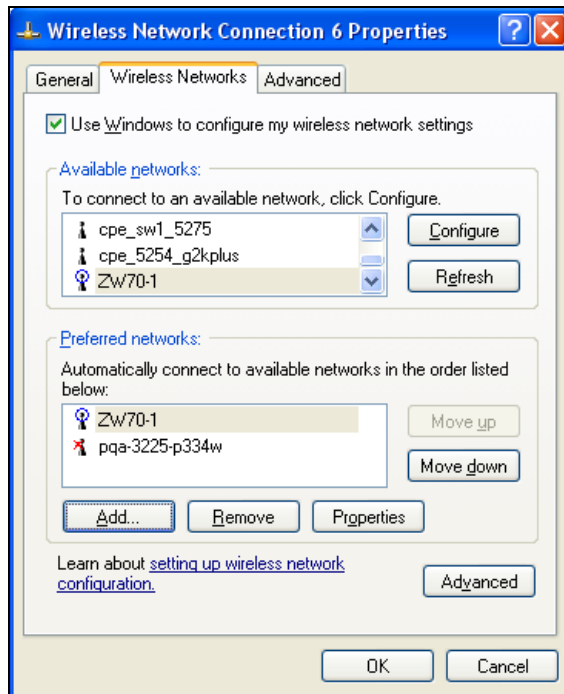 Wireless Network Connection 6 Properties
General Wireless Networks Advanced
Use Windows to configure my wireless network settings
Available networks:
To connect to an available network, click Configure.
cpe_sw1_5275
cpe_5254_g2kplus
ZW70-1
Configure
Refresh
Preferred networks:
Automatically connect to available networks in the order listed
below:
ZW70-1
pqa-3225-p334w
Move up
Move down
Add... Remove Properties
Learn about setting up wireless network
configuration.
Advanced
OK Cancel